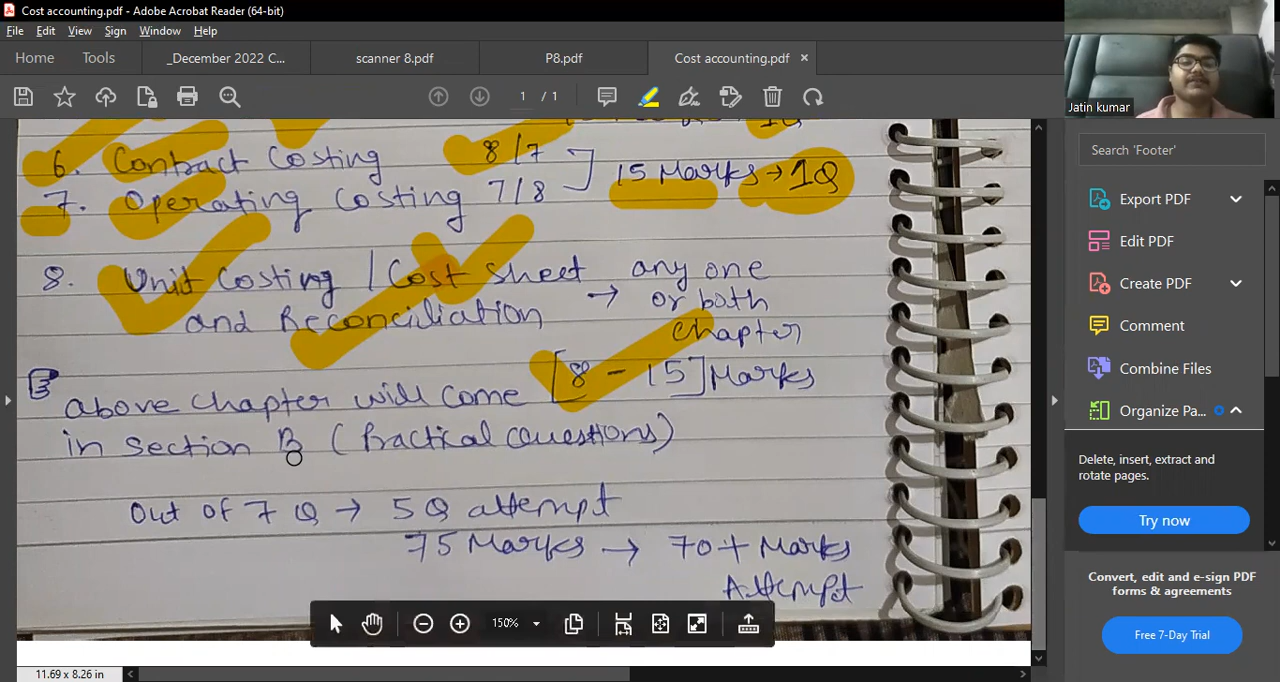 Cost accounting.pdf - Adobe Acrobat Reader (64-bit)
File Edit View Sign Window Help
Home Tools _December 2022 C... scanner 8.pdf P8.pdf Cost accounting.pdf ×
1 / 1
Jatin kumar
Search 'Footer'
6. Contract Costing 8/7
7. Operating Costing 7/8
15 Marks → 1Q
8. Unit Costing / Cost sheet any one
and Reconciliation → or both
chapter
[8 - 15] Marks
above chapter will come
in section B (Practical Questions)
Out of 7 Q → 5Q attempt
75 Marks → 70+ Marks
Attempt
Export PDF
Edit PDF
Create PDF
Comment
Combine Files
Organize Pa...
Delete, insert, extract and
rotate pages.
Try now
Convert, edit and e-sign PDF
forms & agreements
Free 7-Day Trial
150%
11.69 x 8.26 in